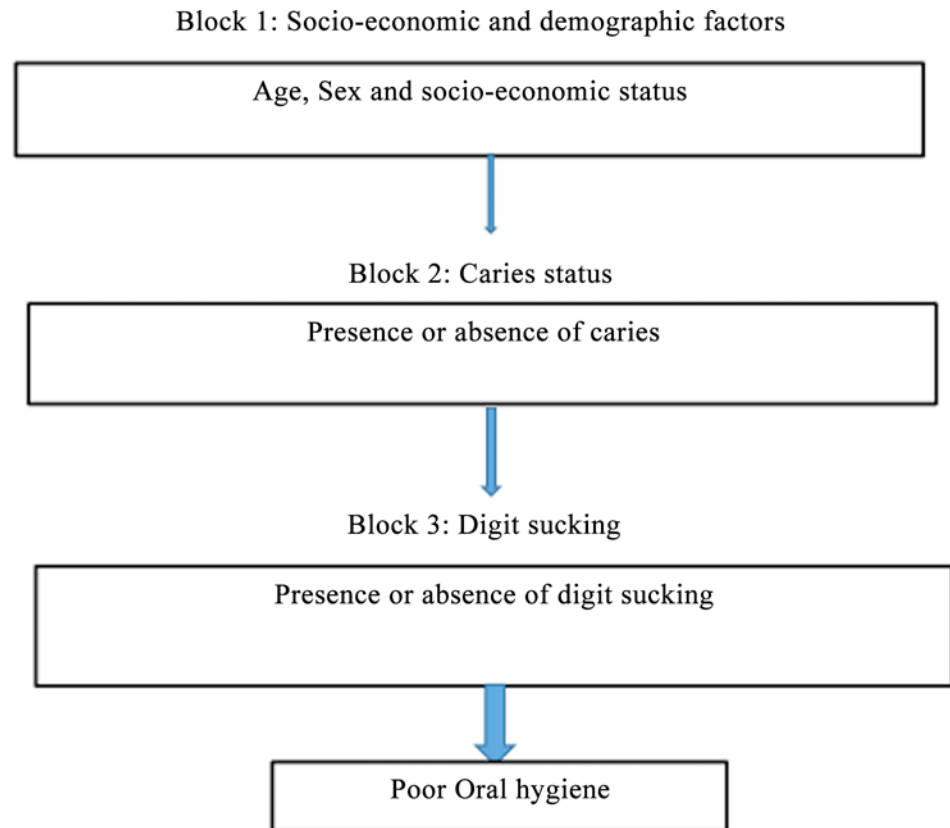 Block 1: Socio-economic and demographic factors
Age, Sex and socio-economic status
Block 2: Caries status
Presence or absence of caries
Block 3: Digit sucking
Presence or absence of digit sucking
Poor Oral hygiene